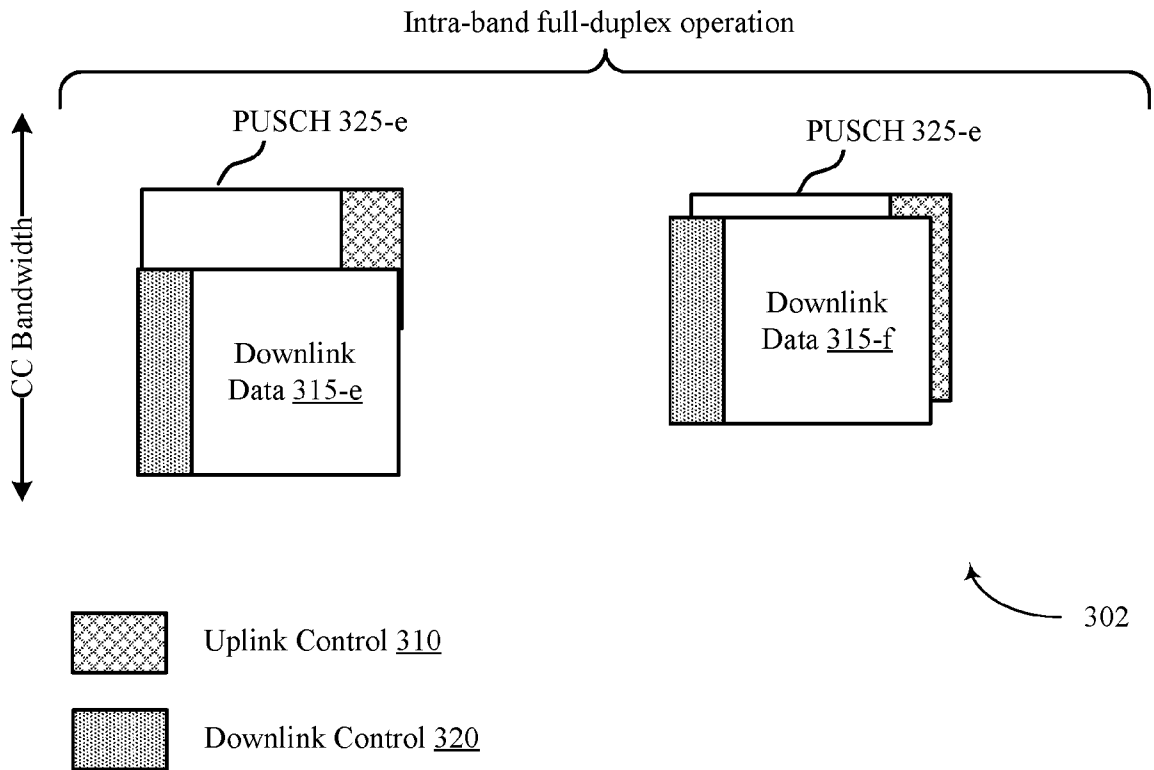 Intra-band full-duplex operation
CC Bandwidth
PUSCH 325-e
PUSCH 325-e
Downlink
Data 315-e
Downlink
Data 315-f
302
Uplink Control 310
Downlink Control 320